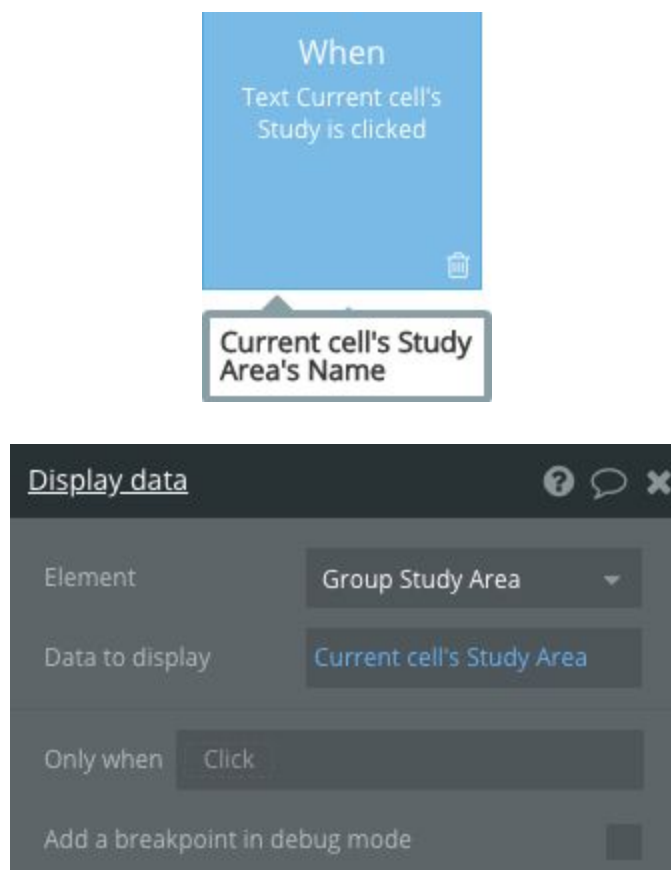 When
Text Current cell's
Study is clicked
Current cell's Study
Area's Name
Display data
Element
Group Study Area
Data to display
Current cell's Study Area
Only when
Click
Add a breakpoint in debug mode